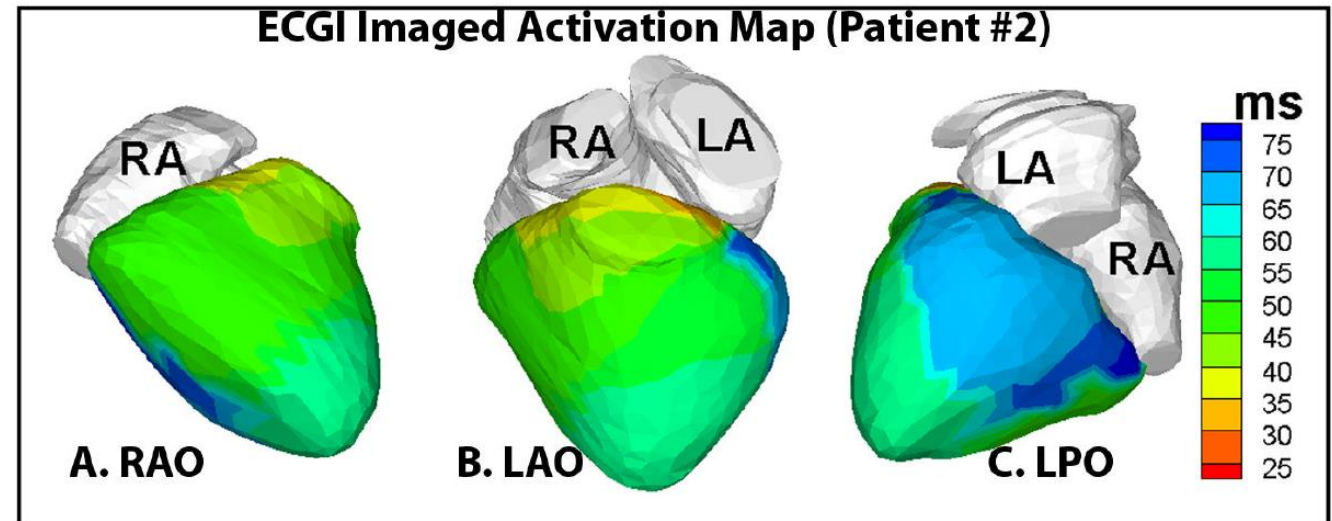 ECGI Imaged Activation Map (Patient #2)
RA
RA
LA
LA
RA
ms
75
70
65
60
55
50
45
40
35
30
25
A. RAO
B. LAO
C. LPO